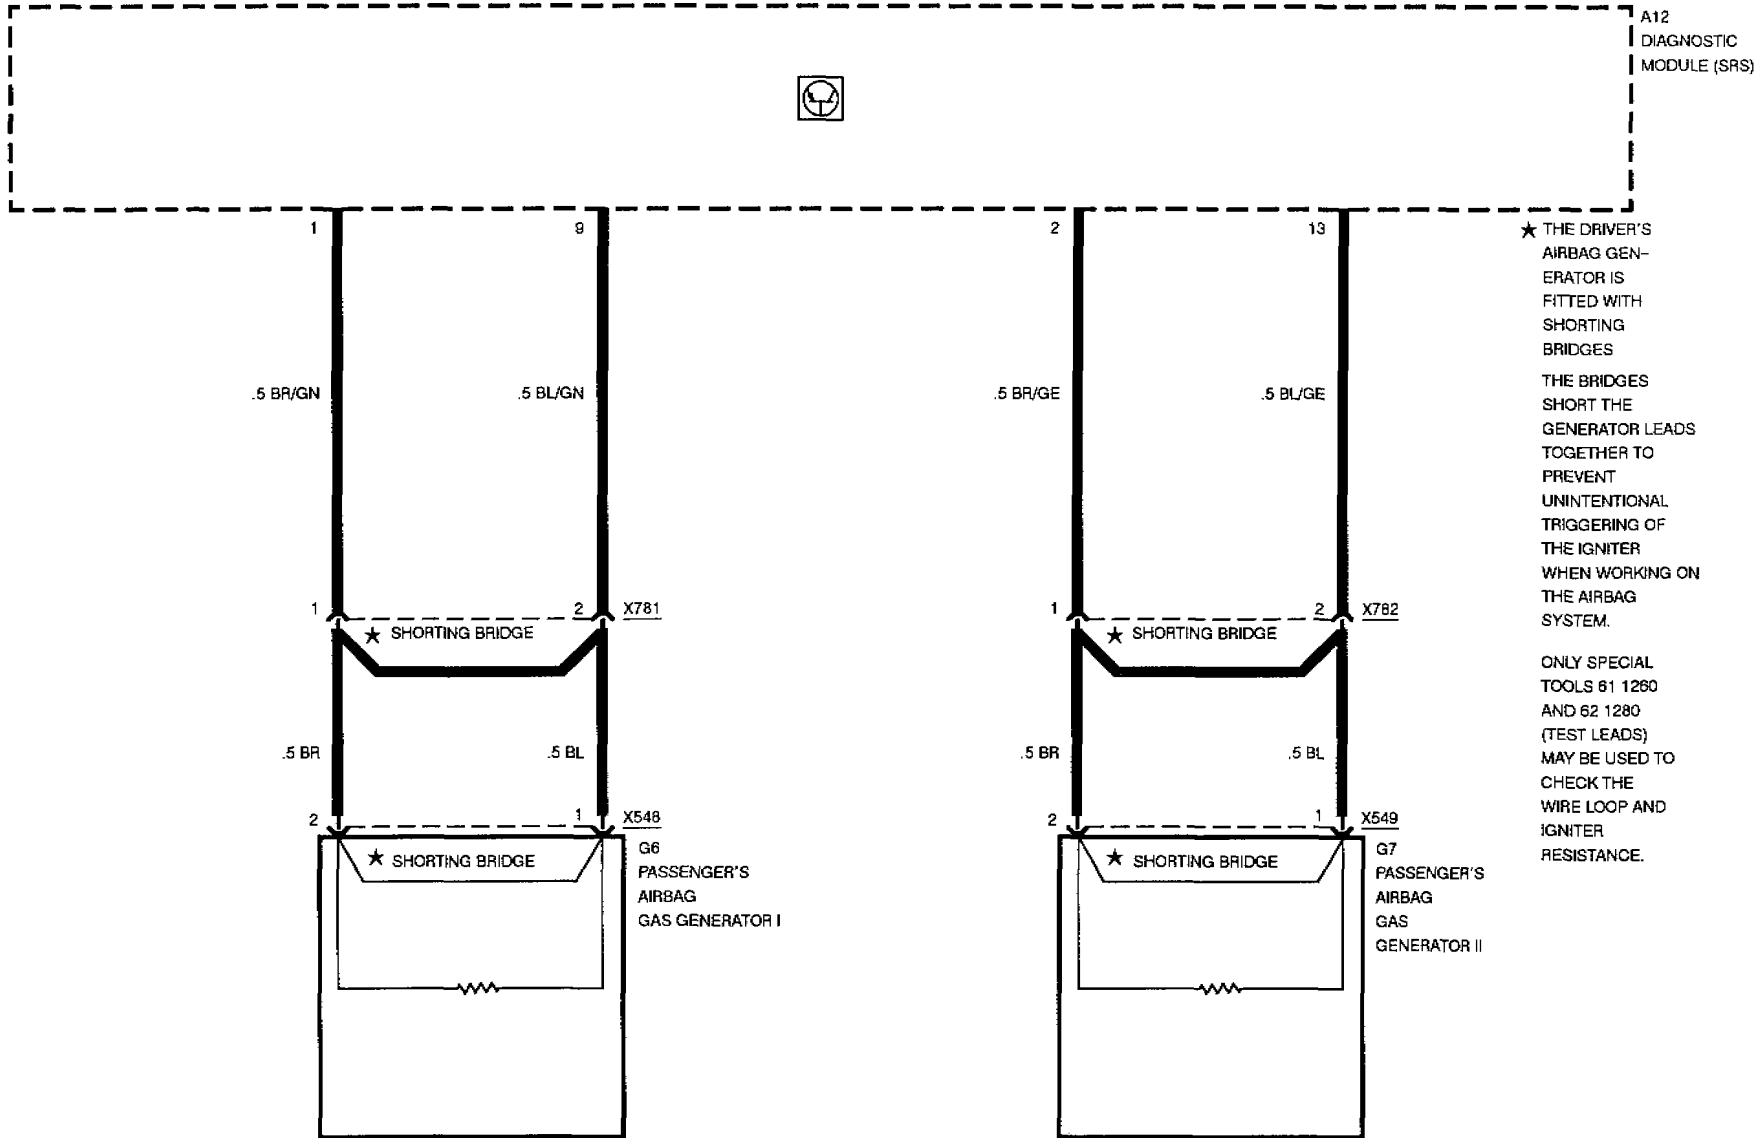 A12
DIAGNOSTIC
MODULE (SRS)
1
9
2
13
★ THE DRIVER'S
AIRBAG GEN-
ERATOR IS
FITTED WITH
SHORTING
BRIDGES
THE BRIDGES
SHORT THE
GENERATOR LEADS
TOGETHER TO
PREVENT
UNINTENTIONAL
TRIGGERING OF
THE IGNITER
WHEN WORKING ON
THE AIRBAG
SYSTEM.
ONLY SPECIAL
TOOLS 61 1260
AND 62 1280
(TEST LEADS)
MAY BE USED TO
CHECK THE
WIRE LOOP AND
IGNITER
RESISTANCE.
.5 BR/GN
.5 BL/GN
.5 BR/GE
.5 BL/GE
1
2
X781
1
2
X782
★ SHORTING BRIDGE
★ SHORTING BRIDGE
.5 BR
.5 BL
.5 BR
.5 BL
2
1
X548
2
1
X549
★ SHORTING BRIDGE
G6
PASSENGER'S
AIRBAG
GAS GENERATOR I
★ SHORTING BRIDGE
G7
PASSENGER'S
AIRBAG
GAS
GENERATOR II